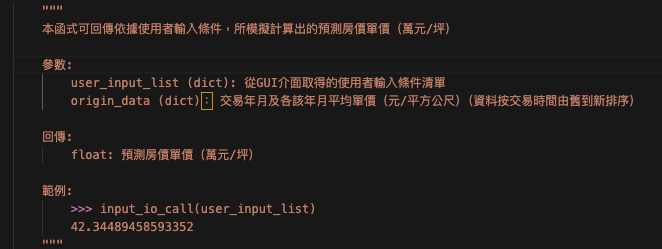 """
本函式可回傳依據使用者輸入條件，所模擬計算出的預測房價單價 (萬元/坪)
參數:
user_input_list (dict): 從GUI介面取得的使用者輸入條件清單
origin_data (dict)： 交易年月及各該年月平均單價 (元/平方公尺) (資料按交易時間由舊到新排序)
回傳:
float: 預測房價單價 (萬元/坪)
範例:
>>> input_io_call(user_input_list)
42.34489458593352
"""